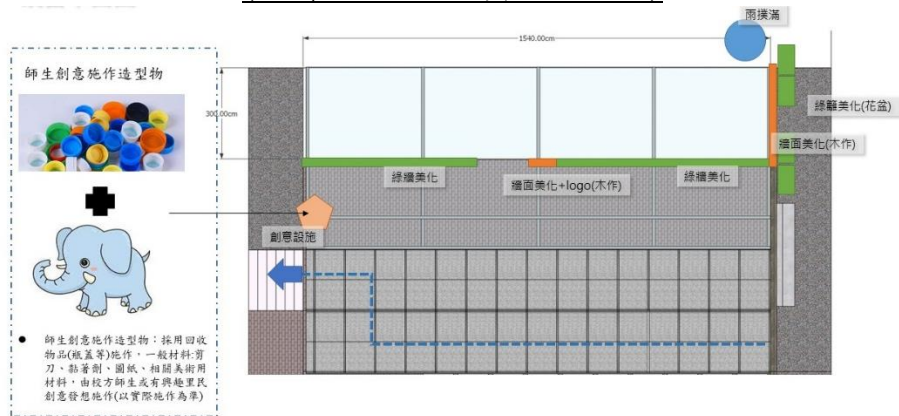 雨撲滿
1540.00cm
師生創意施作造型物
300.00cm
綠籬美化(花盆)
牆面美化(木作)
綠牆美化
牆面美化+logo(木作)
綠牆美化
創意設施
● 師生創意施作造型物：採用回收
物品(瓶蓋等)施作，一般材料:剪
刀、黏著劑、圖紙、相關美術用
材料，由校方師生或有興趣里民
創意發想施作(以實際施作為準)